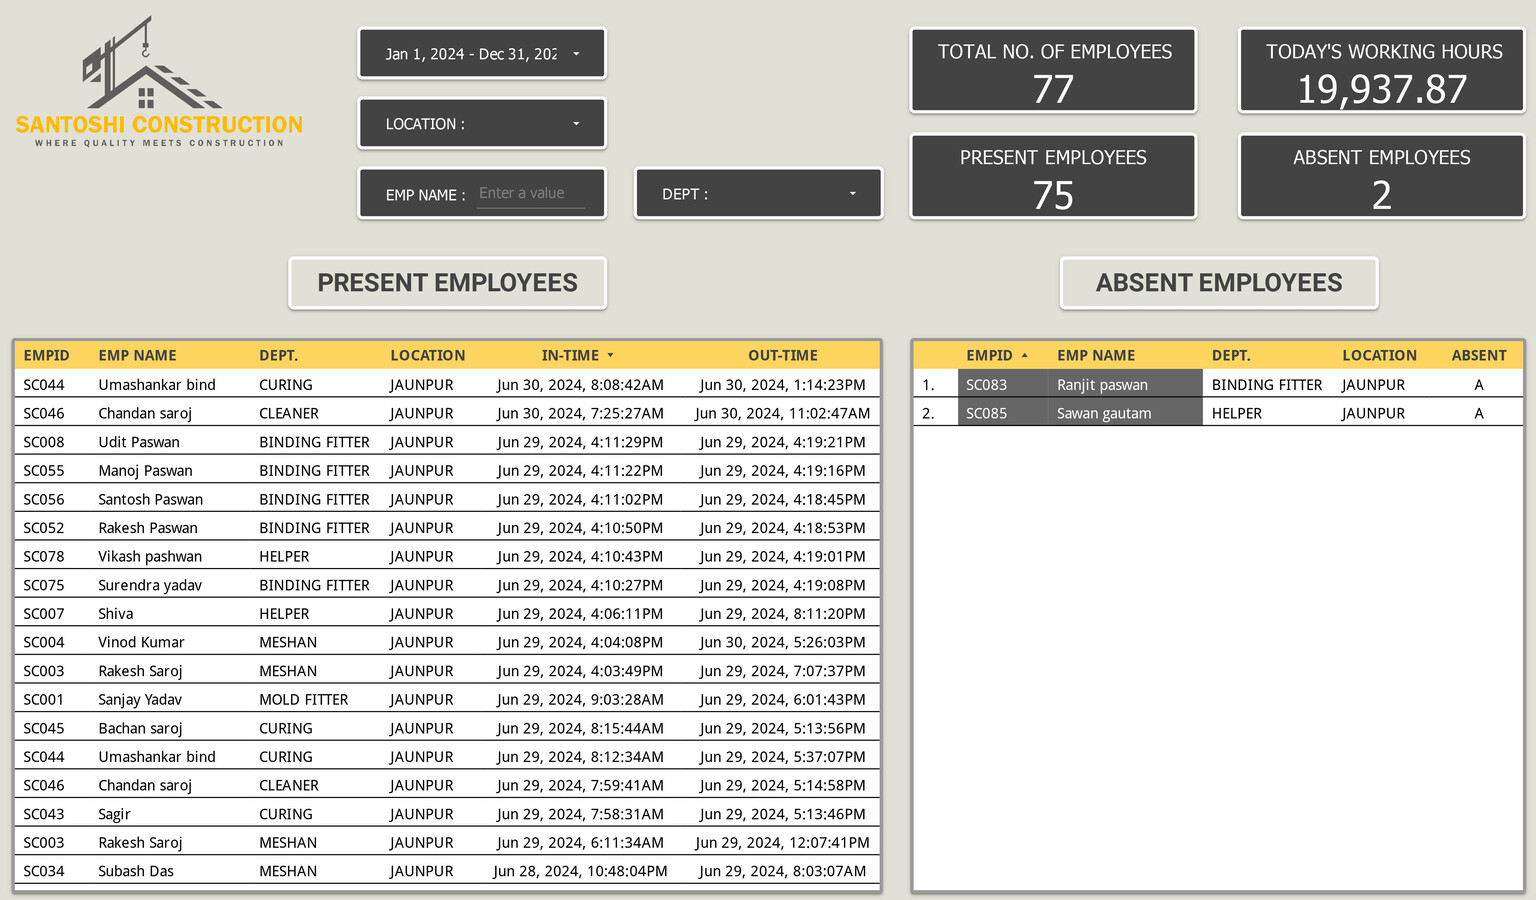 SANTOSHI CONSTRUCTION
WHERE QUALITY MEETS CONSTRUCTION
Jan 1, 2024 - Dec 31, 202
LOCATION :
EMP NAME : Enter a value
DEPT :
TOTAL NO. OF EMPLOYEES
77
TODAY'S WORKING HOURS
19,937.87
PRESENT EMPLOYEES
75
ABSENT EMPLOYEES
2
PRESENT EMPLOYEES
EMPID EMP NAME DEPT. LOCATION IN-TIME OUT-TIME
SC044 Umashankar bind CURING JAUNPUR Jun 30, 2024, 8:08:42AM Jun 30, 2024, 1:14:23PM
SC046 Chandan saroj CLEANER JAUNPUR Jun 30, 2024, 7:25:27AM Jun 30, 2024, 11:02:47AM
SC008 Udit Paswan BINDING FITTER JAUNPUR Jun 29, 2024, 4:11:29PM Jun 29, 2024, 4:19:21PM
SC055 Manoj Paswan BINDING FITTER JAUNPUR Jun 29, 2024, 4:11:22PM Jun 29, 2024, 4:19:16PM
SC056 Santosh Paswan BINDING FITTER JAUNPUR Jun 29, 2024, 4:11:02PM Jun 29, 2024, 4:18:45PM
SC052 Rakesh Paswan BINDING FITTER JAUNPUR Jun 29, 2024, 4:10:50PM Jun 29, 2024, 4:18:53PM
SC078 Vikash pashwan HELPER JAUNPUR Jun 29, 2024, 4:10:43PM Jun 29, 2024, 4:19:01PM
SC075 Surendra yadav BINDING FITTER JAUNPUR Jun 29, 2024, 4:10:27PM Jun 29, 2024, 4:19:08PM
SC007 Shiva HELPER JAUNPUR Jun 29, 2024, 4:06:11PM Jun 29, 2024, 8:11:20PM
SC004 Vinod Kumar MESHAN JAUNPUR Jun 29, 2024, 4:04:08PM Jun 30, 2024, 5:26:03PM
SC003 Rakesh Saroj MESHAN JAUNPUR Jun 29, 2024, 4:03:49PM Jun 29, 2024, 7:07:37PM
SC001 Sanjay Yadav MOLD FITTER JAUNPUR Jun 29, 2024, 9:03:28AM Jun 29, 2024, 6:01:43PM
SC045 Bachan saroj CURING JAUNPUR Jun 29, 2024, 8:15:44AM Jun 29, 2024, 5:13:56PM
SC044 Umashankar bind CURING JAUNPUR Jun 29, 2024, 8:12:34AM Jun 29, 2024, 5:37:07PM
SC046 Chandan saroj CLEANER JAUNPUR Jun 29, 2024, 7:59:41AM Jun 29, 2024, 5:14:58PM
SC043 Sagir CURING JAUNPUR Jun 29, 2024, 7:58:31AM Jun 29, 2024, 5:13:46PM
SC003 Rakesh Saroj MESHAN JAUNPUR Jun 29, 2024, 6:11:34AM Jun 29, 2024, 12:07:41PM
SC034 Subash Das MESHAN JAUNPUR Jun 28, 2024, 10:48:04PM Jun 29, 2024, 8:03:07AM
ABSENT EMPLOYEES
EMPID EMP NAME DEPT. LOCATION ABSENT
1. SC083 Ranjit paswan BINDING FITTER JAUNPUR A
2. SC085 Sawan gautam HELPER JAUNPUR A